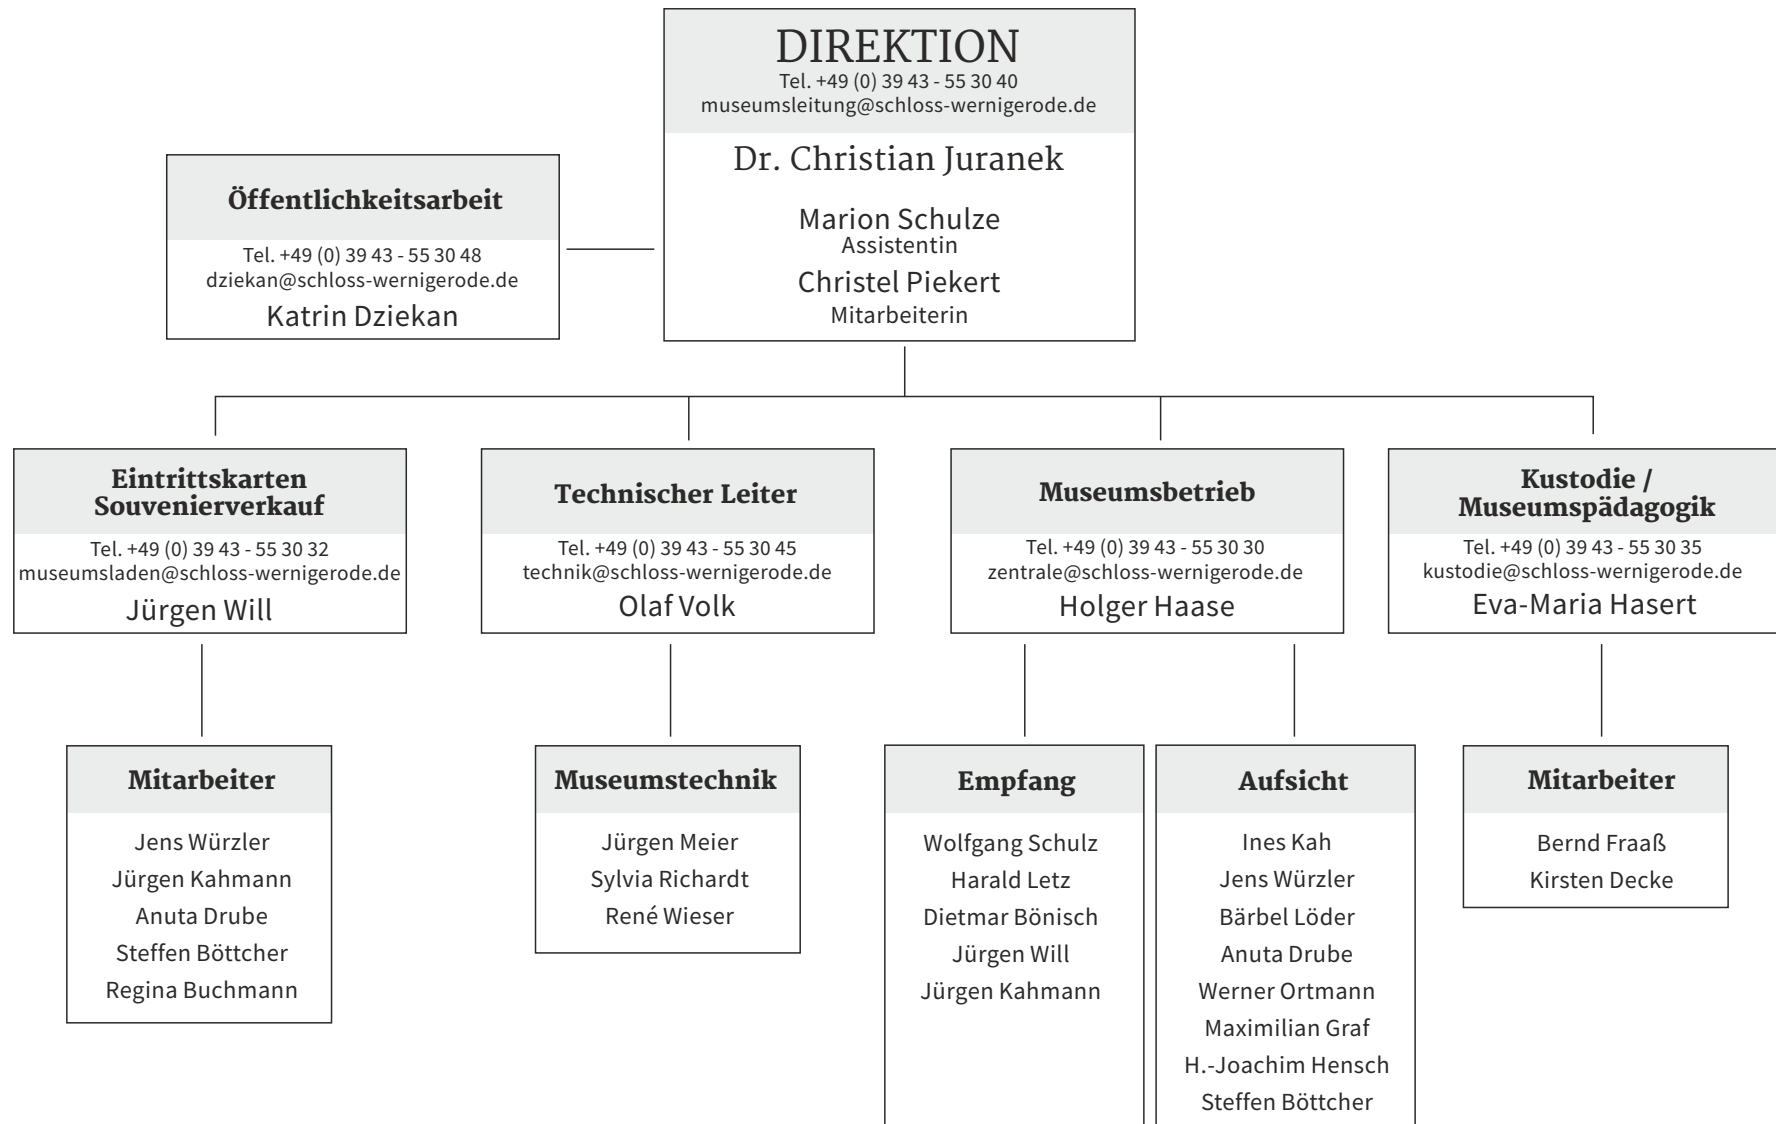 DIREKTION
Tel. +49 (0) 39 43 - 55 30 40
museumsleitung@schloss-wernigerode.de
Dr. Christian Juranek
Marion Schulze
Assistentin
Christel Piekert
Mitarbeiterin
Öffentlichkeitsarbeit
Tel. +49 (0) 39 43 - 55 30 48
dziekan@schloss-wernigerode.de
Katrin Dziekan
Eintrittskarten
Souvenierverkauf
Tel. +49 (0) 39 43 - 55 30 32
museumsladen@schloss-wernigerode.de
Jürgen Will
Technischer Leiter
Tel. +49 (0) 39 43 - 55 30 45
technik@schloss-wernigerode.de
Olaf Volk
Museumsbetrieb
Tel. +49 (0) 39 43 - 55 30 30
zentrale@schloss-wernigerode.de
Holger Haase
Kustodie /
Museumspädagogik
Tel. +49 (0) 39 43 - 55 30 35
kustodie@schloss-wernigerode.de
Eva-Maria Hasert
Mitarbeiter
Jens Würzler
Jürgen Kahmann
Anuta Drube
Steffen Böttcher
Regina Buchmann
Museumstechnik
Jürgen Meier
Sylvia Richardt
René Wieser
Empfang
Wolfgang Schulz
Harald Letz
Dietmar Bönisch
Jürgen Will
Jürgen Kahmann
Aufsicht
Ines Kah
Jens Würzler
Bärbel Löder
Anuta Drube
Werner Ortmann
Maximilian Graf
H.-Joachim Hensch
Steffen Böttcher
Mitarbeiter
Bernd Fraaß
Kirsten Decke